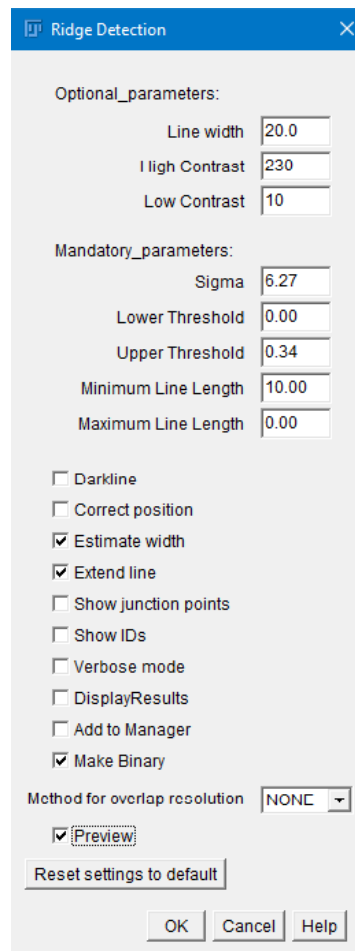 Ridge Detection
Optional_parameters:
Line width 20.0
High Contrast 230
Low Contrast 10
Mandatory_parameters:
Sigma 6.27
Lower Threshold 0.00
Upper Threshold 0.34
Minimum Line Length 10.00
Maximum Line Length 0.00
Darkline
Correct position
Estimate width
Extend line
Show junction points
Show IDs
Verbose mode
DisplayResults
Add to Manager
Make Binary
Method for overlap resolution NONE
Preview
Reset settings to default
OK Cancel Help